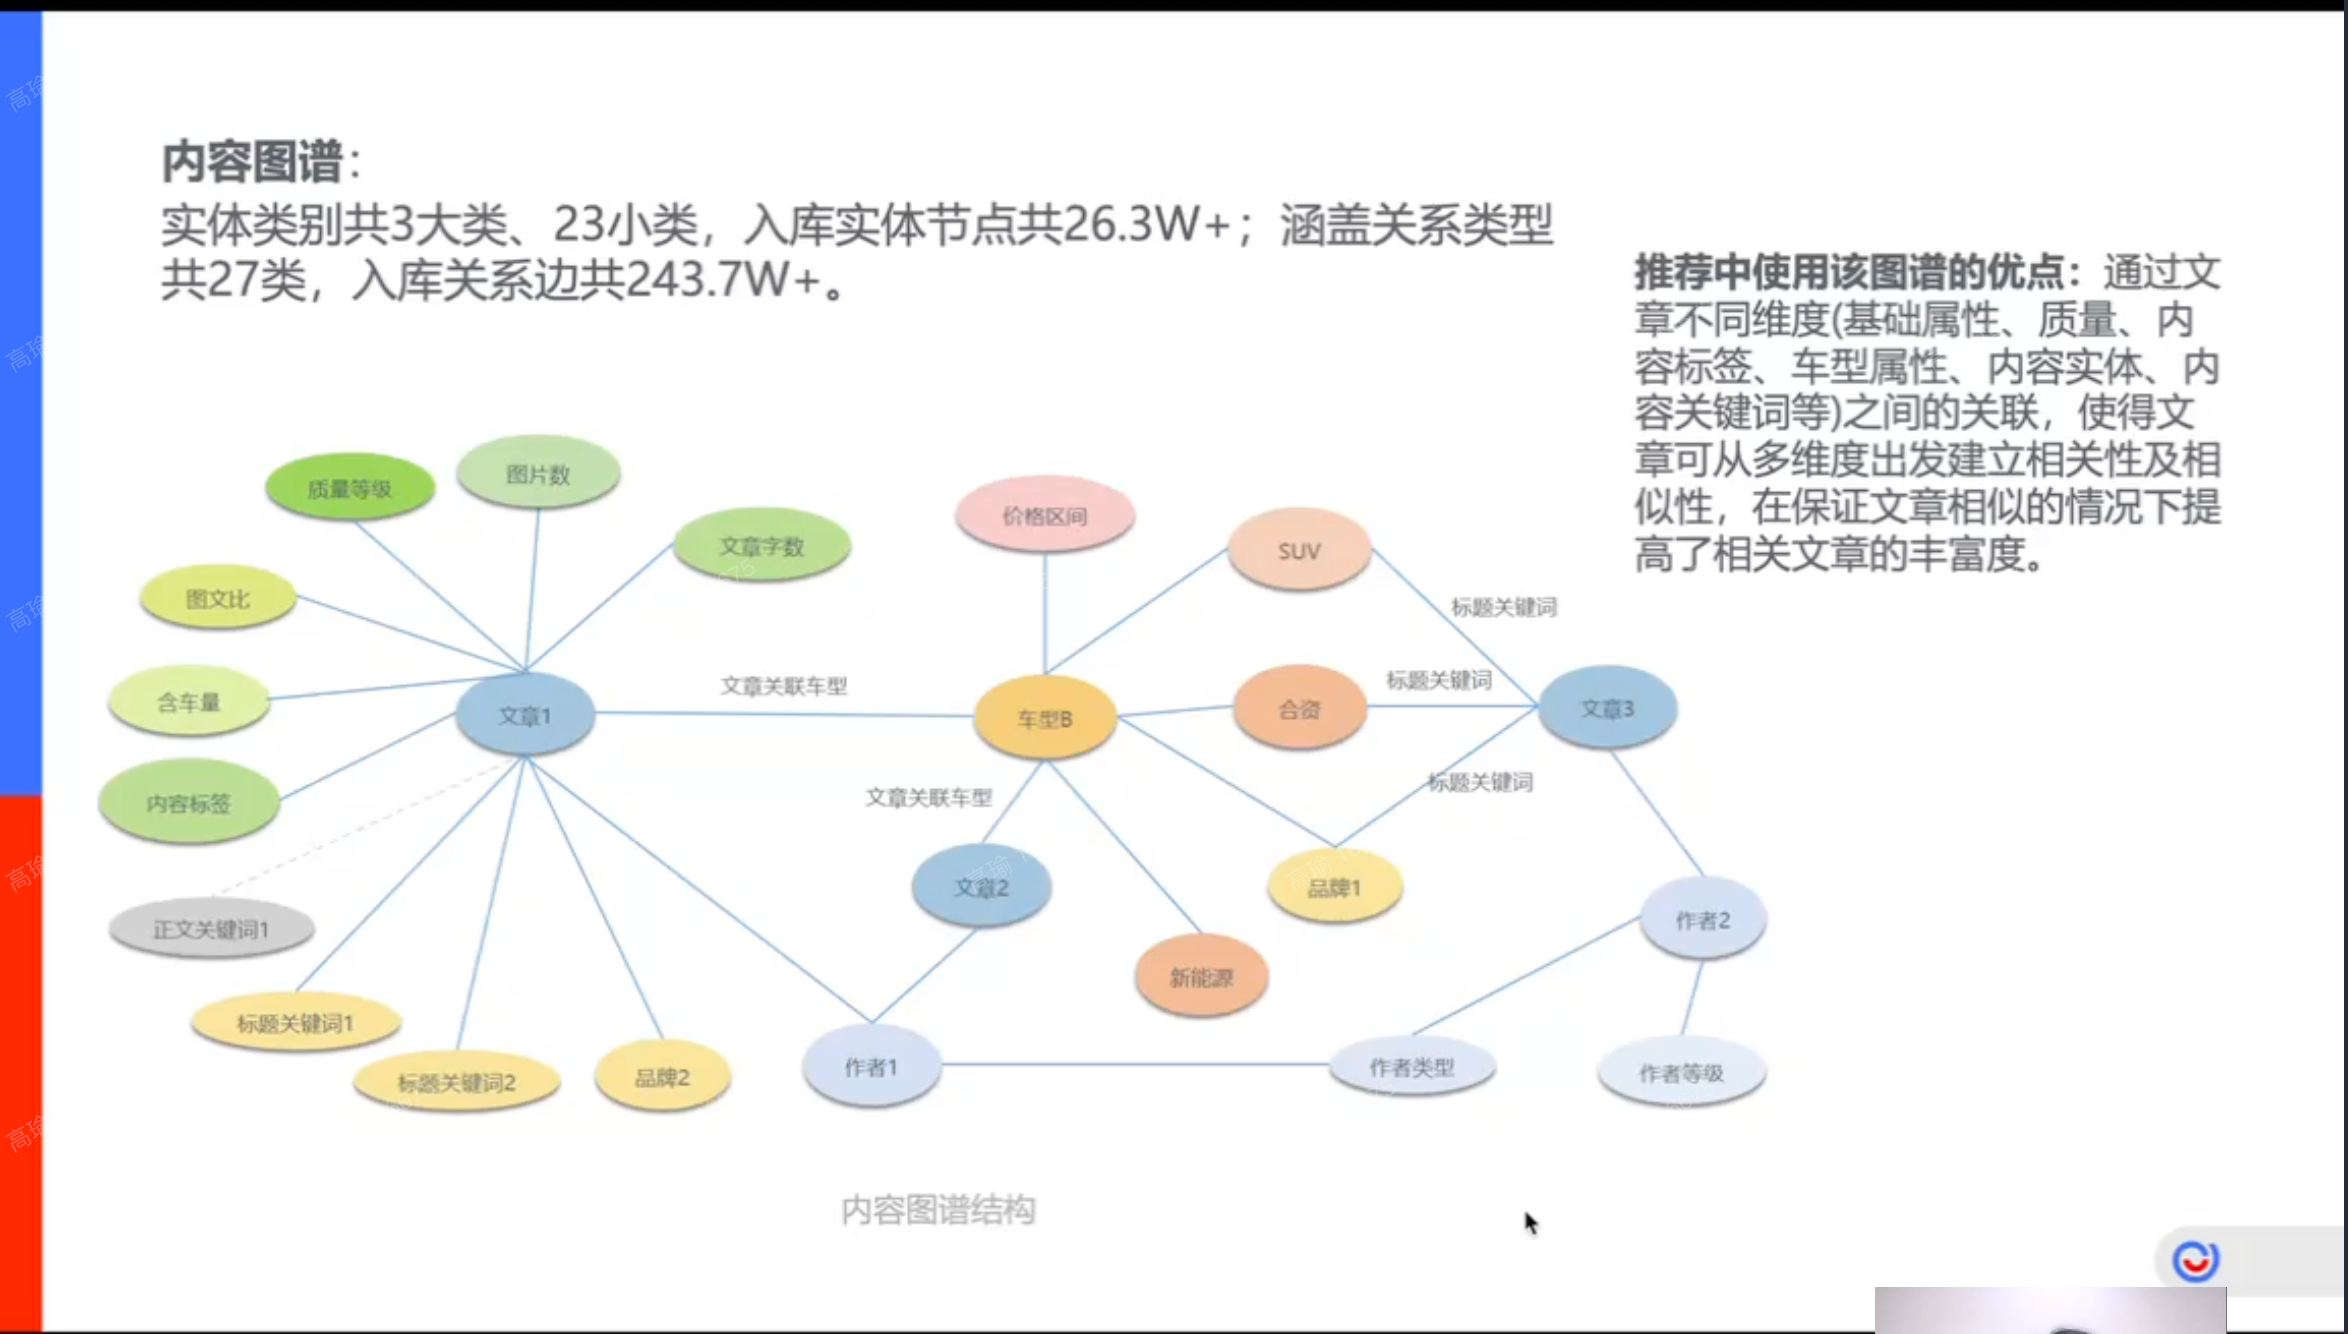 内容图谱：
实体类别共3大类、23小类，入库实体节点共26.3W+；涵盖关系类型
共27类，入库关系边共243.7W+。
推荐中使用该图谱的优点：通过文
章不同维度(基础属性、质量、内
容标签、车型属性、内容实体、内
容关键词等)之间的关联，使得文
章可从多维度出发建立相关性及相
似性，在保证文章相似的情况下提
高了相关文章的丰富度。
质量等级
图片数
文章字数
价格区间
SUV
图文比
标题关键词
含车量
文章1
文章关联车型
车型B
合资
标题关键词
文章3
内容标签
文章关联车型
标题关键词
文章2
品牌1
正文关键词1
新能源
作者2
标题关键词1
标题关键词2
品牌2
作者1
作者类型
作者等级
内容图谱结构